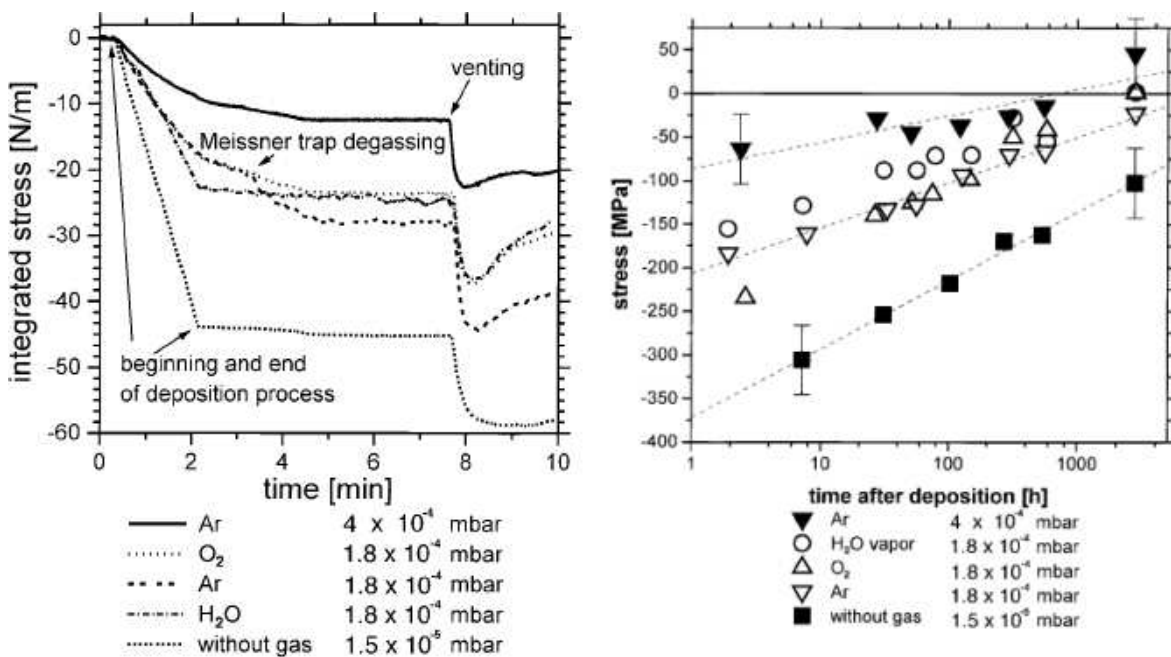 0
-10
-20
-30
-40
-50
-60
integrated stress [N/m]
venting
Meissner trap degassing
beginning and end
of deposition process
0 2 4 6 8 10
time [min]
Ar 4 x 10⁻⁴ mbar
O₂ 1.8 x 10⁻⁴ mbar
Ar 1.8 x 10⁻⁴ mbar
H₂O 1.8 x 10⁻⁴ mbar
without gas 1.5 x 10⁻⁵ mbar
50
0
-50
-100
-150
-200
-250
-300
-350
-400
stress [MPa]
1 10 100 1000
time after deposition [h]
Ar 4 x 10⁻⁴ mbar
H₂O vapor 1.8 x 10⁻⁴ mbar
O₂ 1.8 x 10⁻⁴ mbar
Ar 1.8 x 10⁻⁴ mbar
without gas 1.5 x 10⁻⁵ mbar